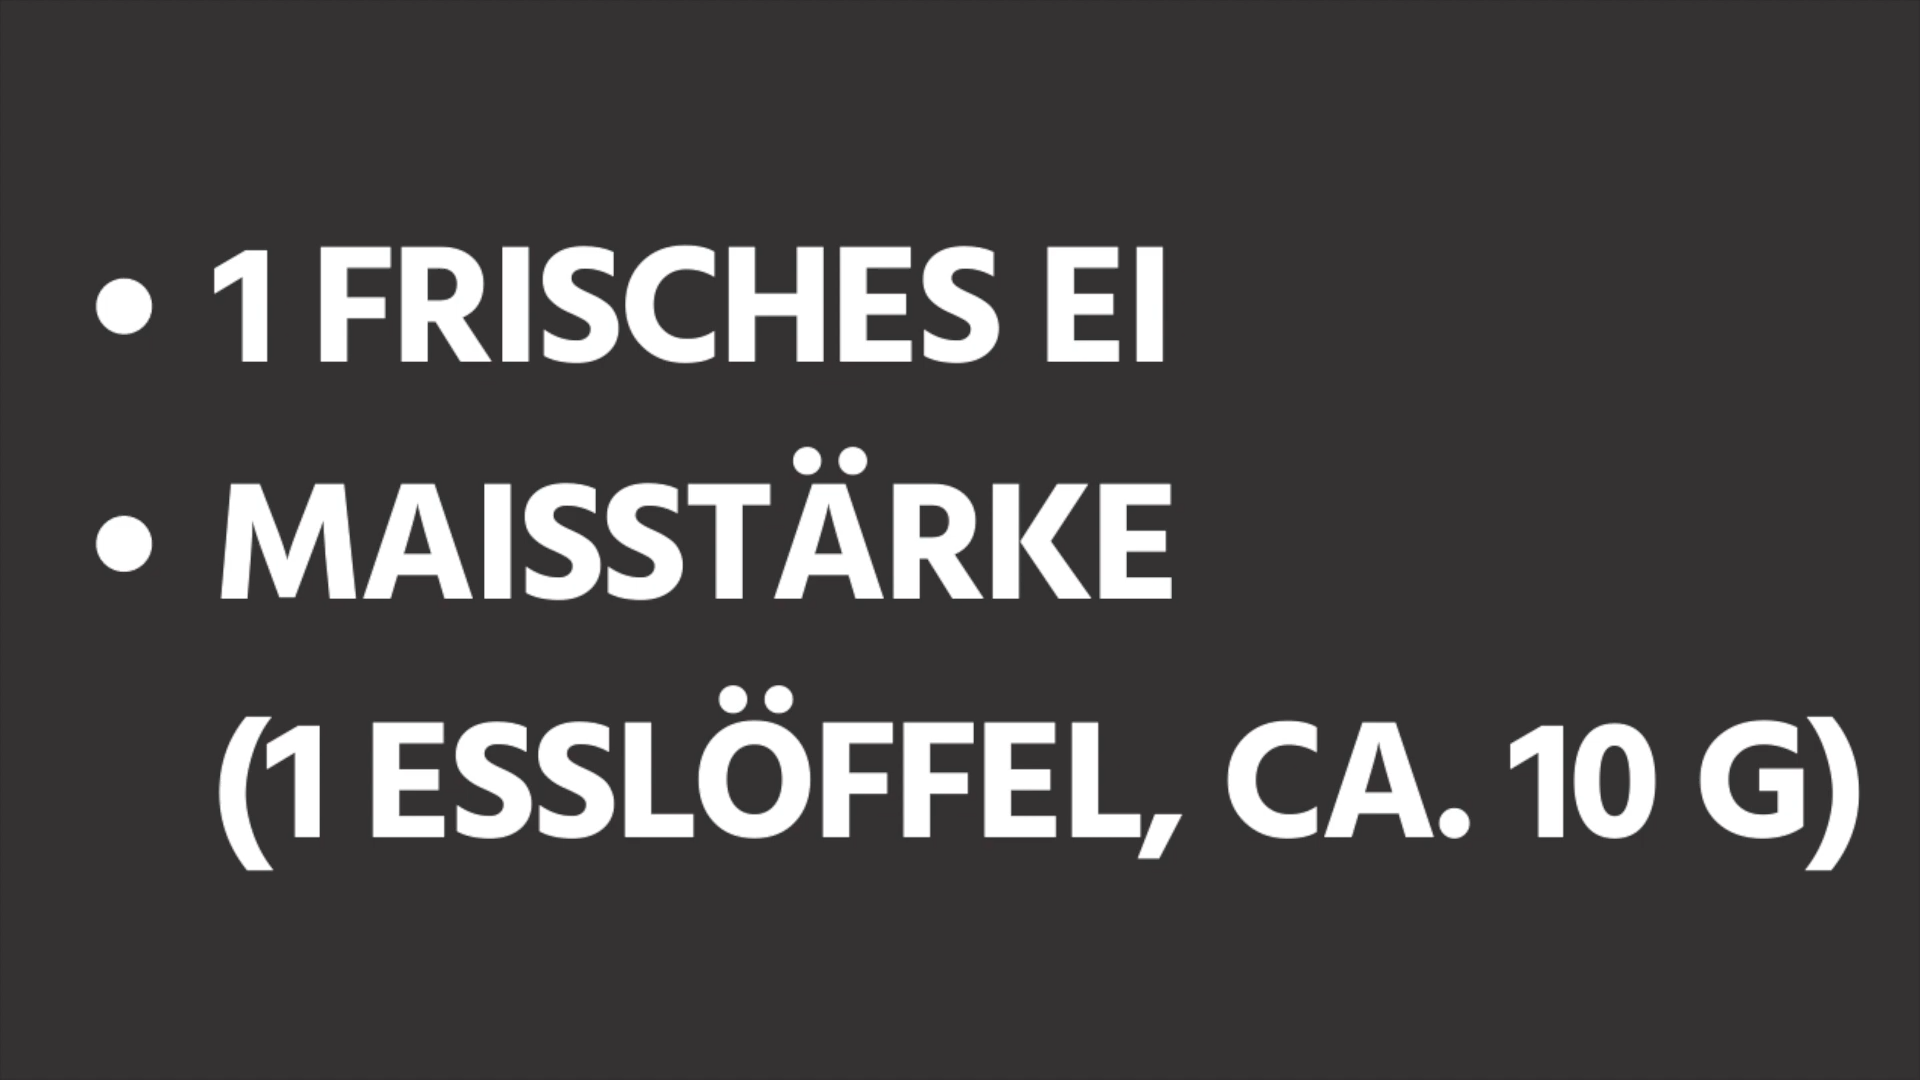 • 1 FRISCHES EI
• MAISSTÄRKE
(1 ESSLÖFFEL, CA. 10 G)